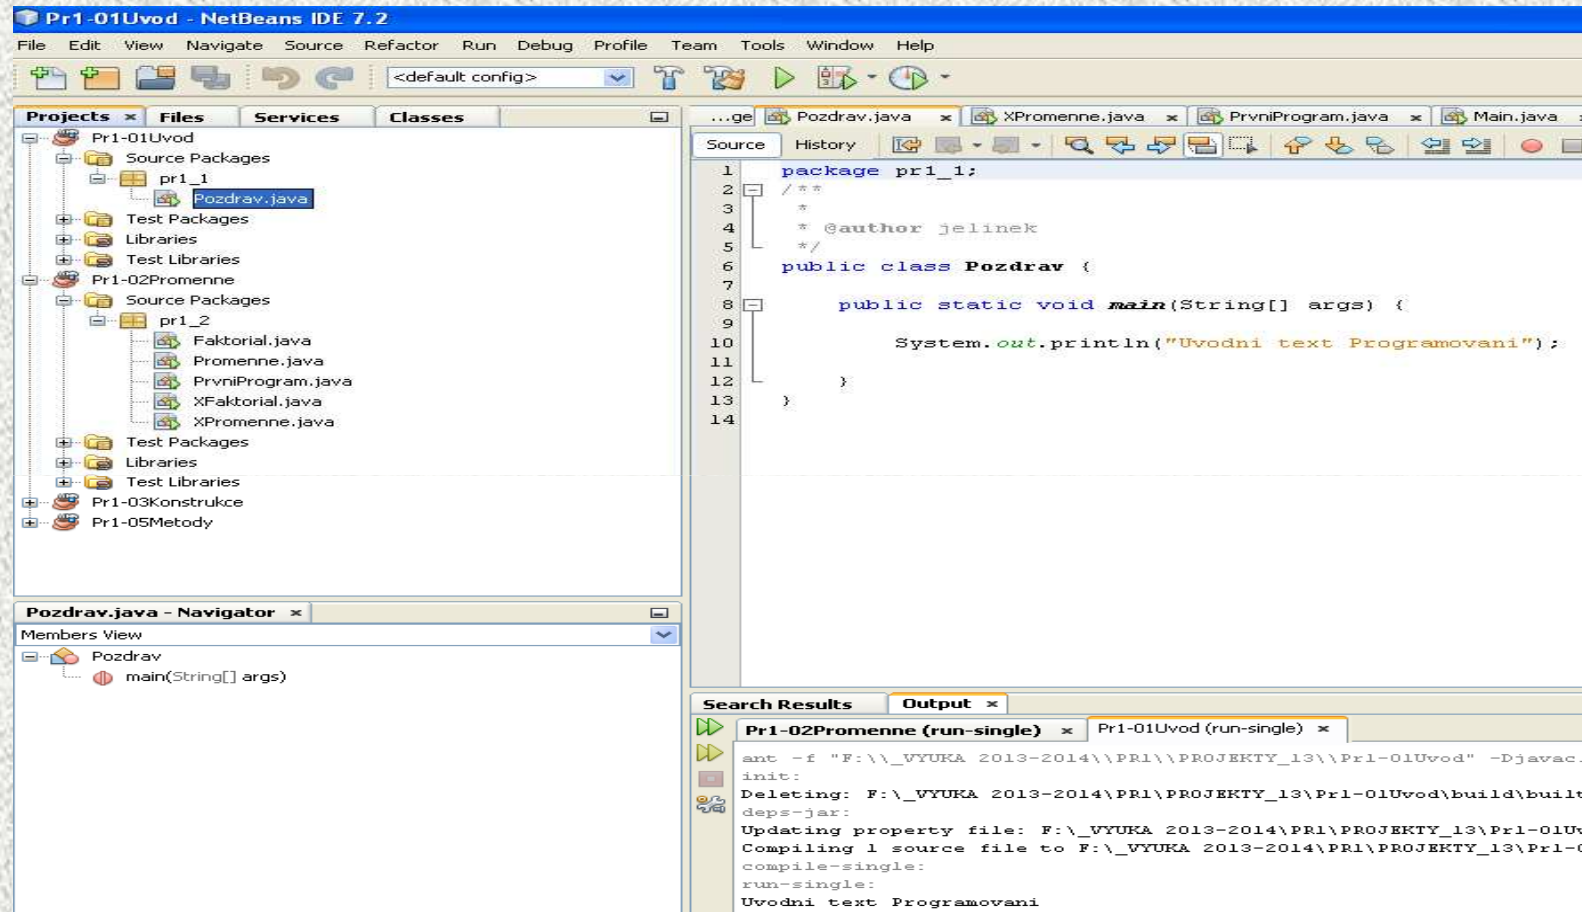 Pr1-01Uvod - NetBeans IDE 7.2
File Edit View Navigate Source Refactor Run Debug Profile Team Tools Window Help
<default config>
Projects Files Services Classes
Pr1-01Uvod
Source Packages
pr1_1
Pozdrav.java
Test Packages
Libraries
Test Libraries
Pr1-02Promenne
Source Packages
pr1_2
Faktorial.java
Promenne.java
PrvniProgram.java
XFaktorial.java
XPromenne.java
Test Packages
Libraries
Test Libraries
Pr1-03Konstrukce
Pr1-05Metody
Pozdrav.java - Navigator
Members View
Pozdrav
main(String[] args)
...ge Pozdrav.java XPromenne.java PrvniProgram.java Main.java
Source History
1 package pr1_1;
2 /**
3 *
4 * @author jelinek
5 */
6 public class Pozdrav {
7
8 public static void main(String[] args) {
9
10 System.out.println("Uvodni text Programovani");
11
12 }
13 }
14
Search Results Output
Pr1-02Promenne (run-single) Pr1-01Uvod (run-single)
ant -f "F:\\_VYUKA 2013-2014\\PR1\\PROJEKTY_13\\Pr1-01Uvod" -Djavac.
init:
Deleting: F:\_VYUKA 2013-2014\PR1\PROJEKTY_13\Pr1-01Uvod\build\built
deps-jar:
Updating property file: F:\_VYUKA 2013-2014\PR1\PROJEKTY_13\Pr1-01Uv
Compiling 1 source file to F:\_VYUKA 2013-2014\PR1\PROJEKTY_13\Pr1-0
compile-single:
run-single:
Uvodni text Programovani